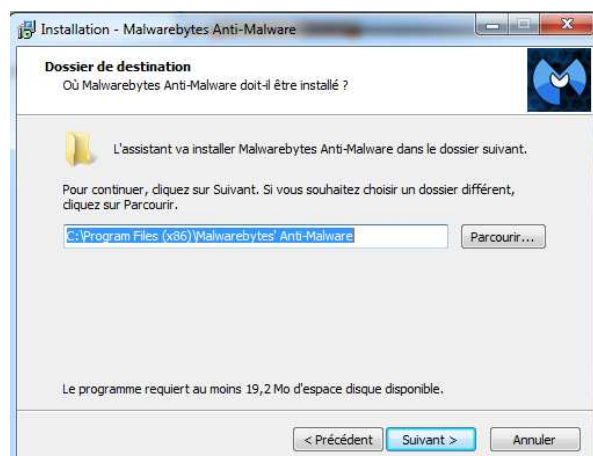 Installation - Malwarebytes Anti-Malware
Dossier de destination
Où Malwarebytes Anti-Malware doit-il être installé ?
L'assistant va installer Malwarebytes Anti-Malware dans le dossier suivant.
Pour continuer, cliquez sur Suivant. Si vous souhaitez choisir un dossier différent,
cliquez sur Parcourir.
C:\Program Files (x86)\Malwarebytes' Anti-Malware
Parcourir...
Le programme requiert au moins 19,2 Mo d'espace disque disponible.
< Précédent Suivant > Annuler